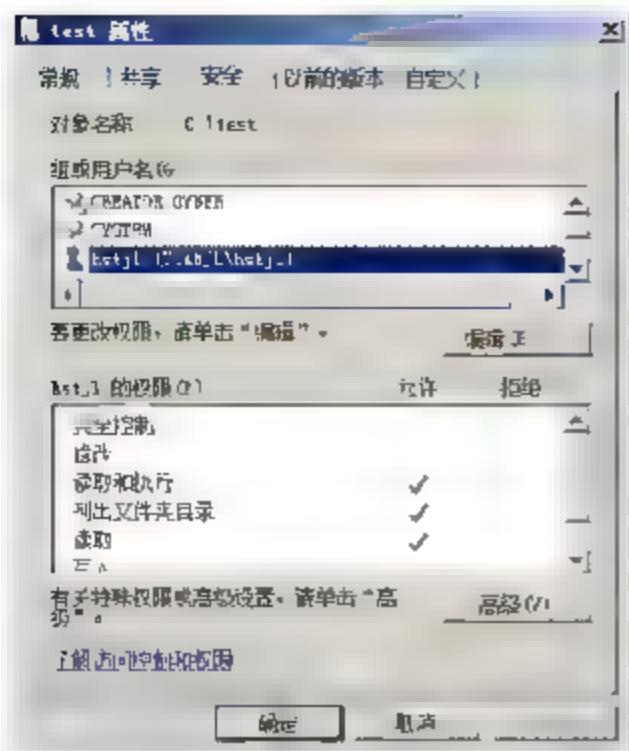 test 属性
常规 共享 安全 以前的版本 自定义
对象名称 C \test
组或用户名(G
CREATOR OWNER
SYSTEM
要更改权限，请单击“编辑”。 编辑(E
的权限(P) 允许 拒绝
完全控制
修改
读取和执行
列出文件夹目录
读取
有关特殊权限或高级设置，请单击“高
级”。 高级(V)
了解访问控制和权限
确定 取消